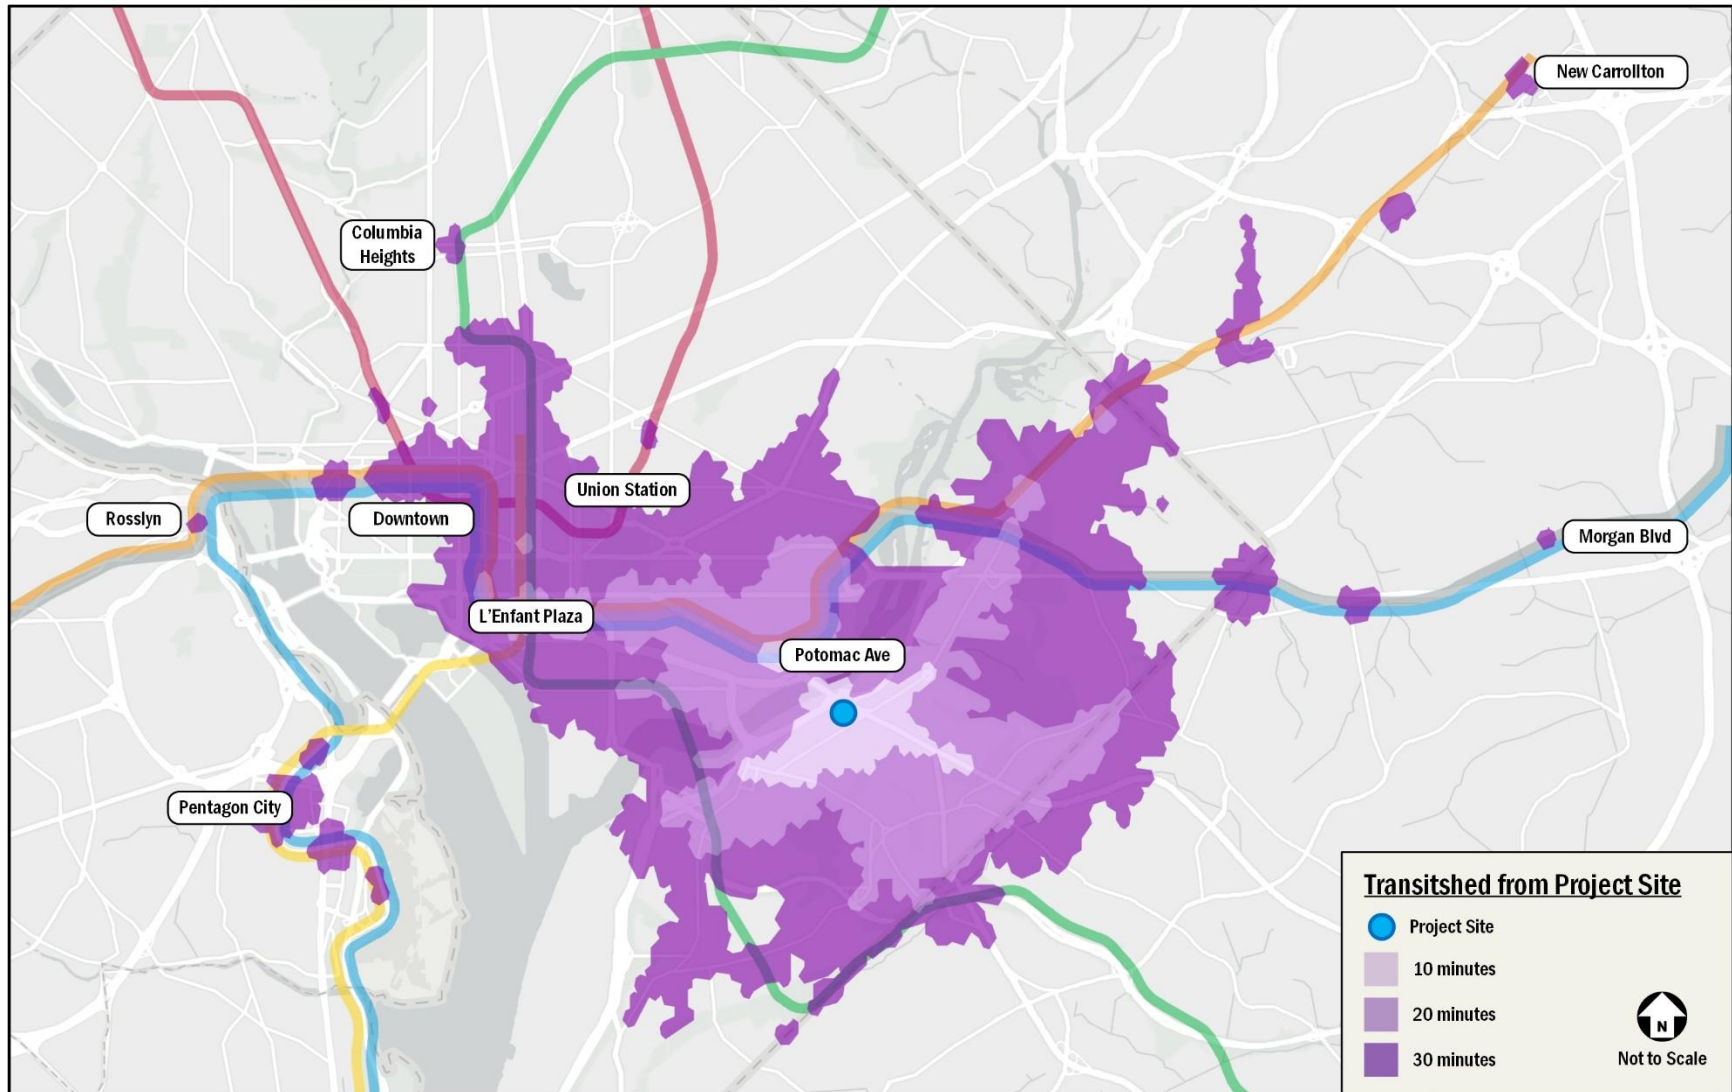 New Carrollton
Columbia
Heights
Union Station
Rosslyn
Downtown
Morgan Blvd
L'Enfant Plaza
Potomac Ave
Pentagon City
Transitshed from Project Site
Project Site
10 minutes
20 minutes
30 minutes
N
Not to Scale